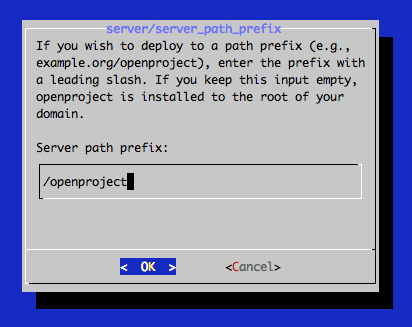 server/server_path_prefix
If you wish to deploy to a path prefix (e.g.,
example.org/openproject), enter the prefix with
a leading slash. If you keep this input empty,
openproject is installed to the root of your
domain.
Server path prefix:
/openproject
< OK > <Cancel>